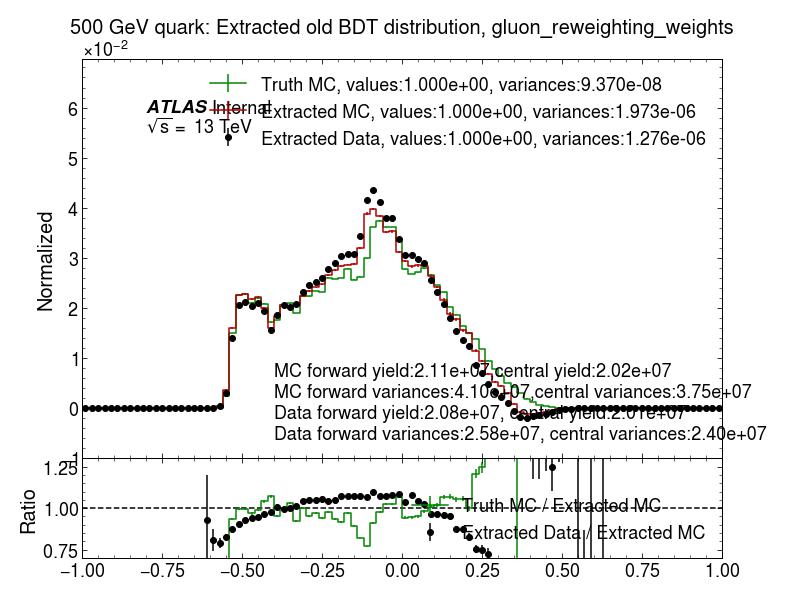 500 GeV quark: Extracted old BDT distribution, gluon_reweighting_weights
×10⁻²
Truth MC, values:1.000e+00, variances:9.370e-08
ATLAS Internal
Extracted MC, values:1.000e+00, variances:1.973e-06
√s = 13 TeV
Extracted Data, values:1.000e+00, variances:1.276e-06
6
5
4
3
2
1
0
1
Normalized
MC forward yield:2.11e+07, central yield:2.02e+07
MC forward variances:4.10e+07, central variances:3.75e+07
Data forward yield:2.08e+07, central yield:2.01e+07
Data forward variances:2.58e+07, central variances:2.40e+07
1.25
1.00
0.75
Ratio
Truth MC / Extracted MC
Extracted Data / Extracted MC
−1.00 −0.75 −0.50 −0.25 0.00 0.25 0.50 0.75 1.00